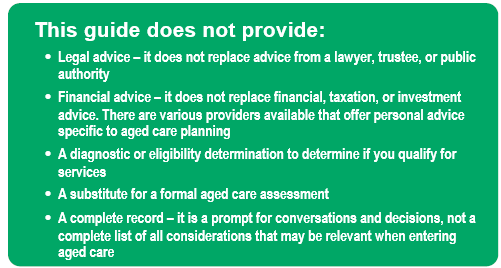 This guide does not provide:
• Legal advice – it does not replace advice from a lawyer, trustee, or public
authority
• Financial advice – it does not replace financial, taxation, or investment
advice. There are various providers available that offer personal advice
specific to aged care planning
• A diagnostic or eligibility determination to determine if you qualify for
services
• A substitute for a formal aged care assessment
• A complete record – it is a prompt for conversations and decisions, not a
complete list of all considerations that may be relevant when entering
aged care